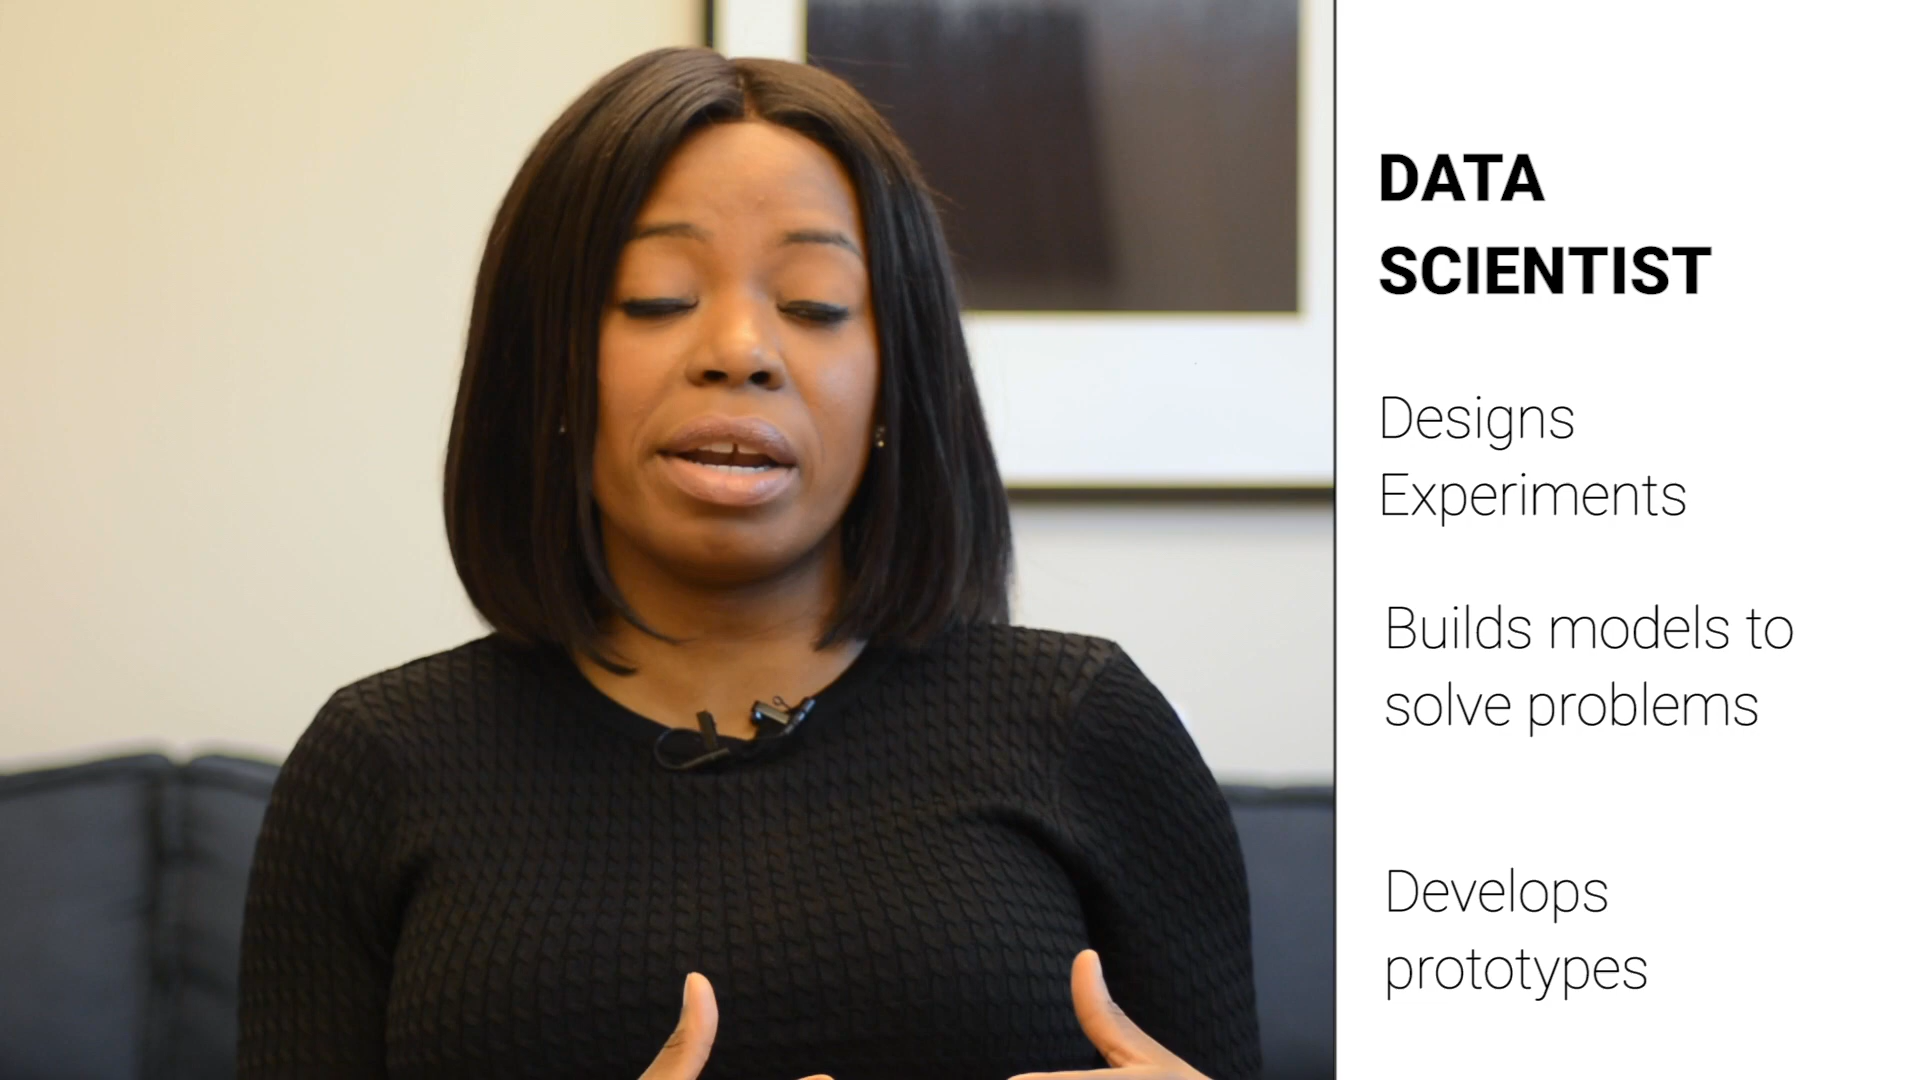 DATA
SCIENTIST
Designs
Experiments
Builds models to
solve problems
Develops
prototypes